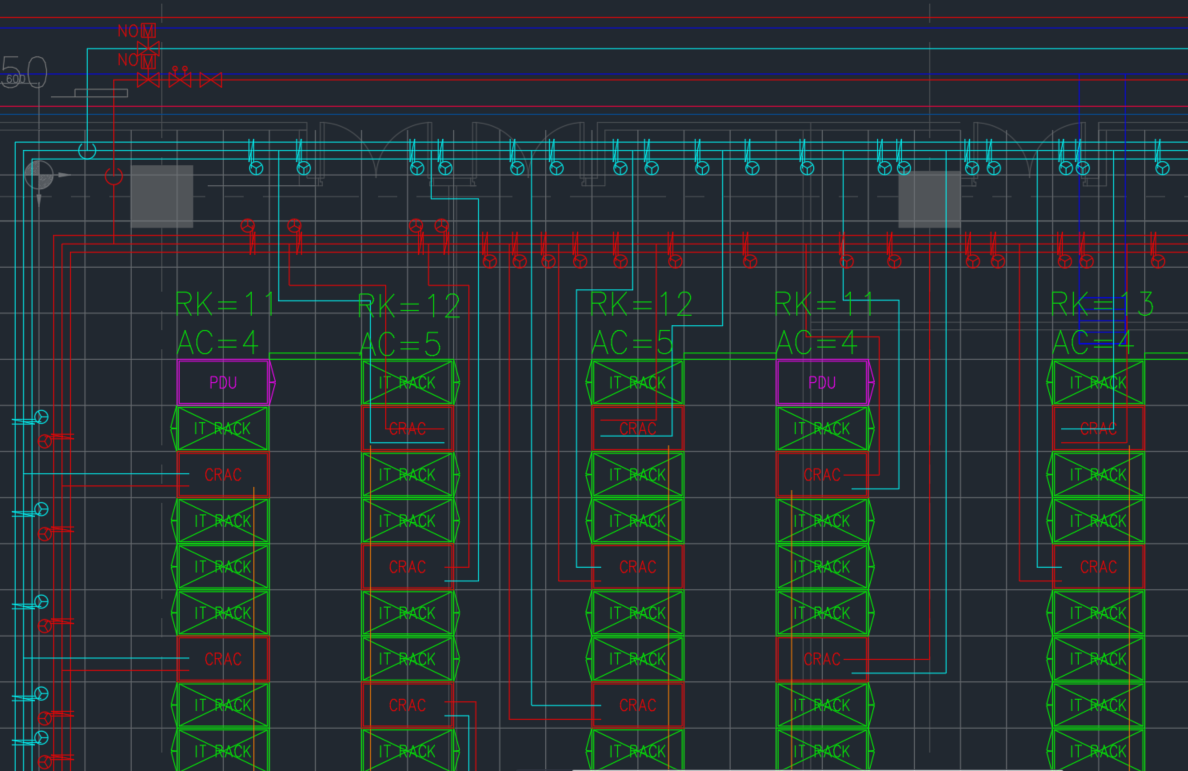 NO M
NO M
50
600
RK=11 RK=12 RK=12 RK=11 RK=13
AC=4 AC=5 AC=5 AC=4 AC=4
PDU IT RACK IT RACK PDU IT RACK
IT RACK CRAC CRAC IT RACK CRAC
CRAC IT RACK IT RACK CRAC IT RACK
IT RACK IT RACK IT RACK IT RACK IT RACK
IT RACK CRAC CRAC IT RACK CRAC
IT RACK IT RACK IT RACK IT RACK IT RACK
CRAC IT RACK IT RACK CRAC IT RACK
IT RACK CRAC CRAC IT RACK IT RACK
IT RACK IT RACK IT RACK IT RACK IT RACK